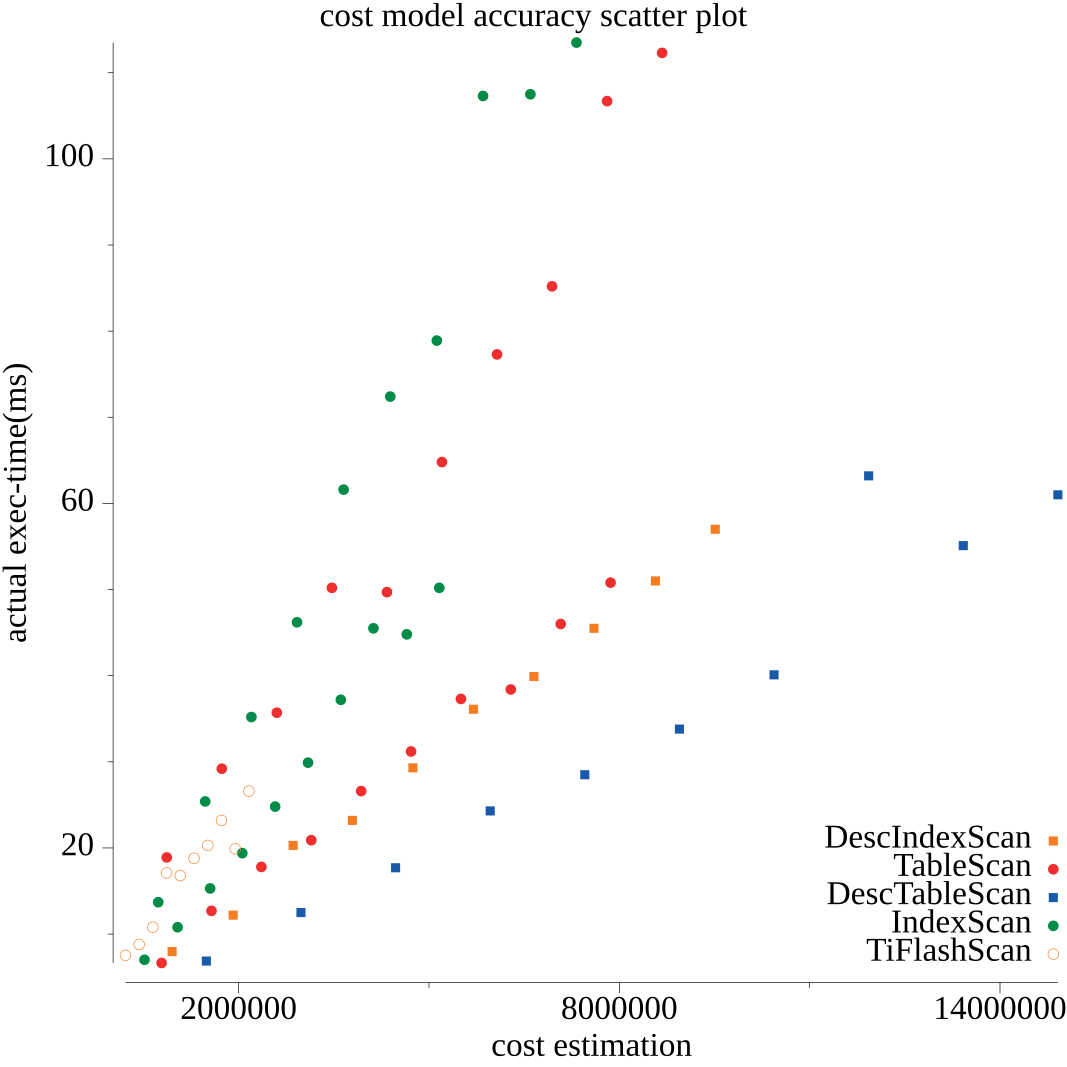 cost model accuracy scatter plot
100
60
20
actual exec-time(ms)
DescIndexScan
TableScan
DescTableScan
IndexScan
TiFlashScan
2000000
8000000
14000000
cost estimation